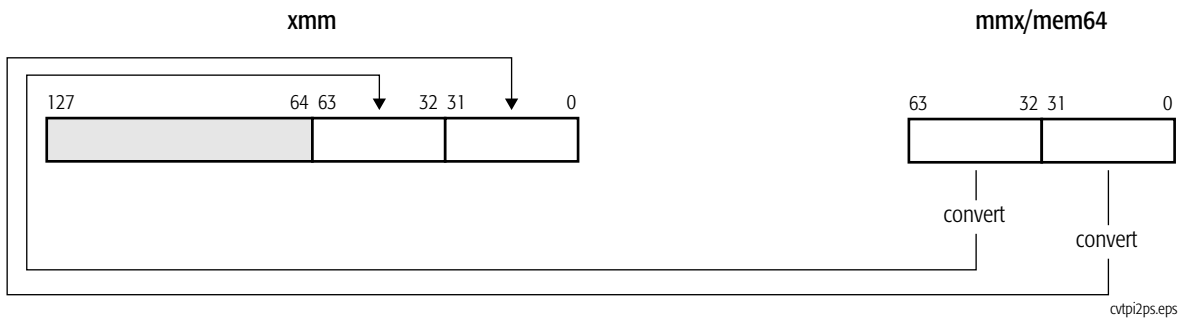 xmm mmx/mem64
127 64 63 32 31 0 63 32 31 0
convert
convert
cvtpi2ps.eps